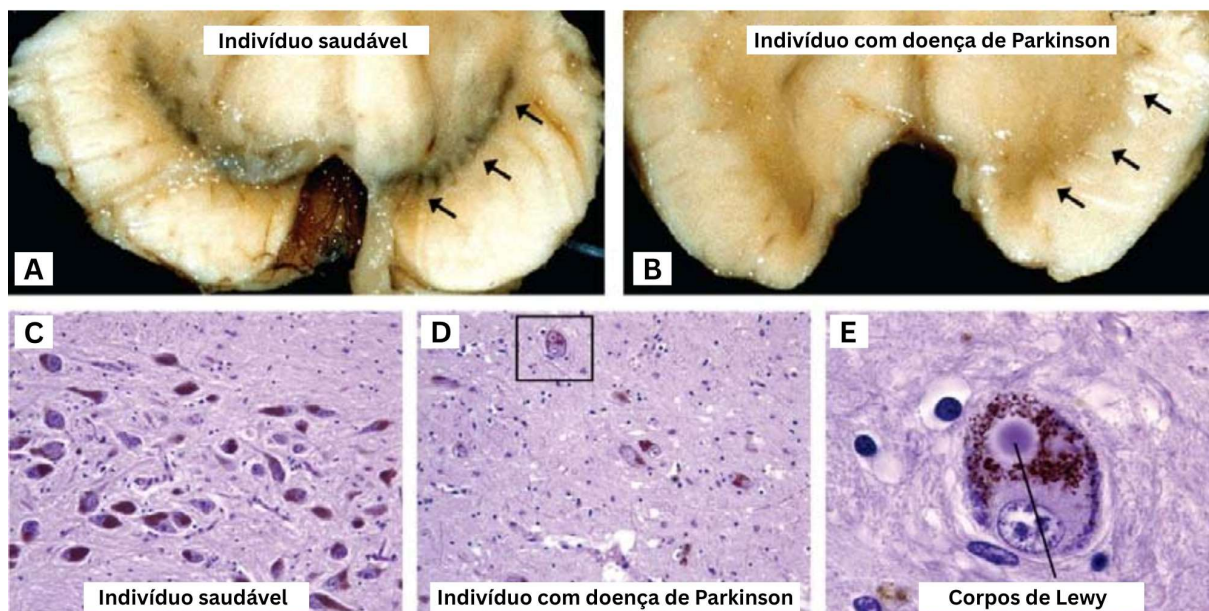 Indivíduo saudável
A
Indivíduo com doença de Parkinson
B
C
Indivíduo saudável
D
Indivíduo com doença de Parkinson
E
Corpos de Lewy